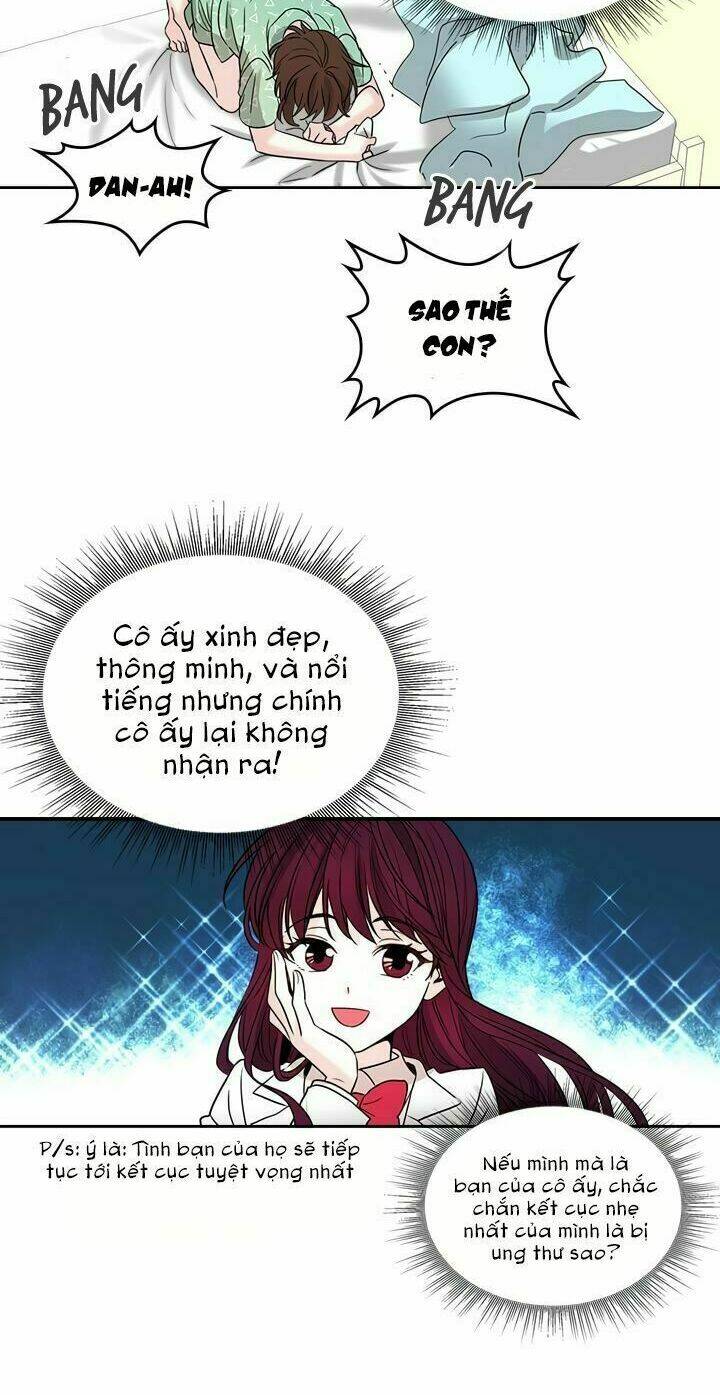 BANG
DAN-AH!
BANG
SAO THẾ
CON?
Cô ấy xinh đẹp,
thông minh, và nổi
tiếng nhưng chính
cô ấy lại không
nhận ra!
P/s: ý là: Tình bạn của họ sẽ tiếp
tục tới kết cục tuyệt vọng nhất
Nếu mình mà là
bạn của cô ấy, chắc
chắn kết cục nhẹ
nhất của mình là bị
ung thư sao?